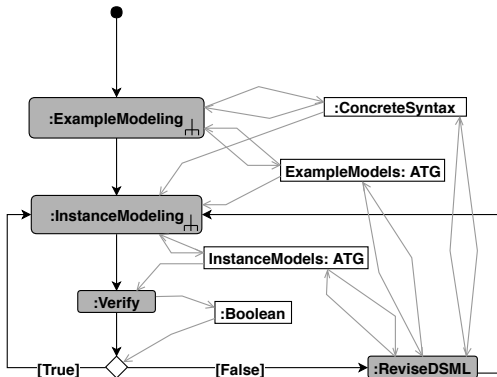 :ExampleModeling
:ConcreteSyntax
ExampleModels: ATG
:InstanceModeling
InstanceModels: ATG
:Verify
:Boolean
[True]
[False]
:ReviseDSML